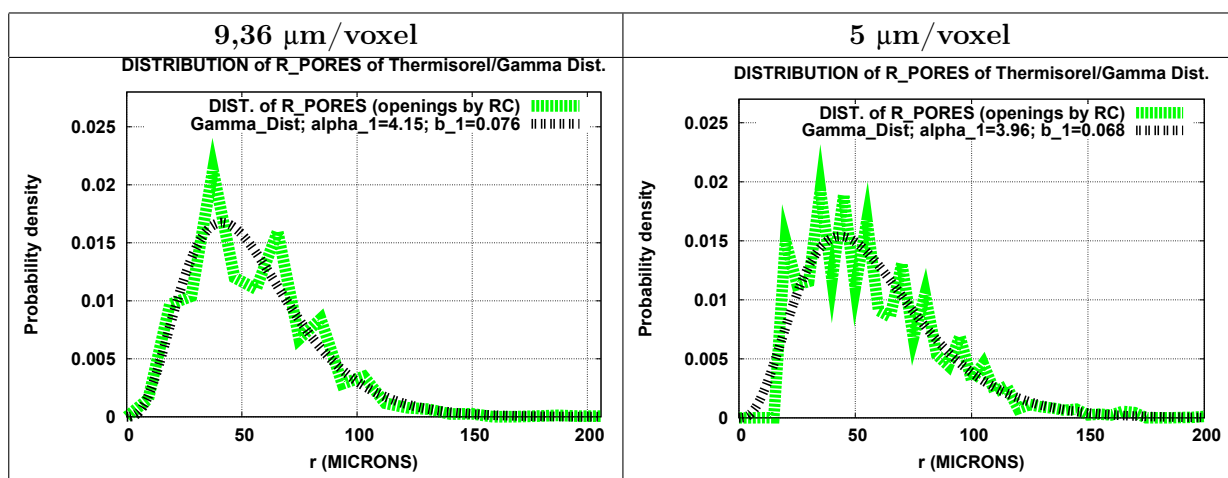 9,36 µm/voxel
5 µm/voxel
DISTRIBUTION of R_PORES of Thermisorel/Gamma Dist.
DIST. of R_PORES (openings by RC)
Gamma_Dist; alpha_1=4.15; b_1=0.076
Probability density
0.025
0.02
0.015
0.01
0.005
0
0 50 100 150 200
r (MICRONS)
DISTRIBUTION of R_PORES of Thermisorel/Gamma Dist.
DIST. of R_PORES (openings by RC)
Gamma_Dist; alpha_1=3.96; b_1=0.068
Probability density
0.025
0.02
0.015
0.01
0.005
0
0 50 100 150 200
r (MICRONS)